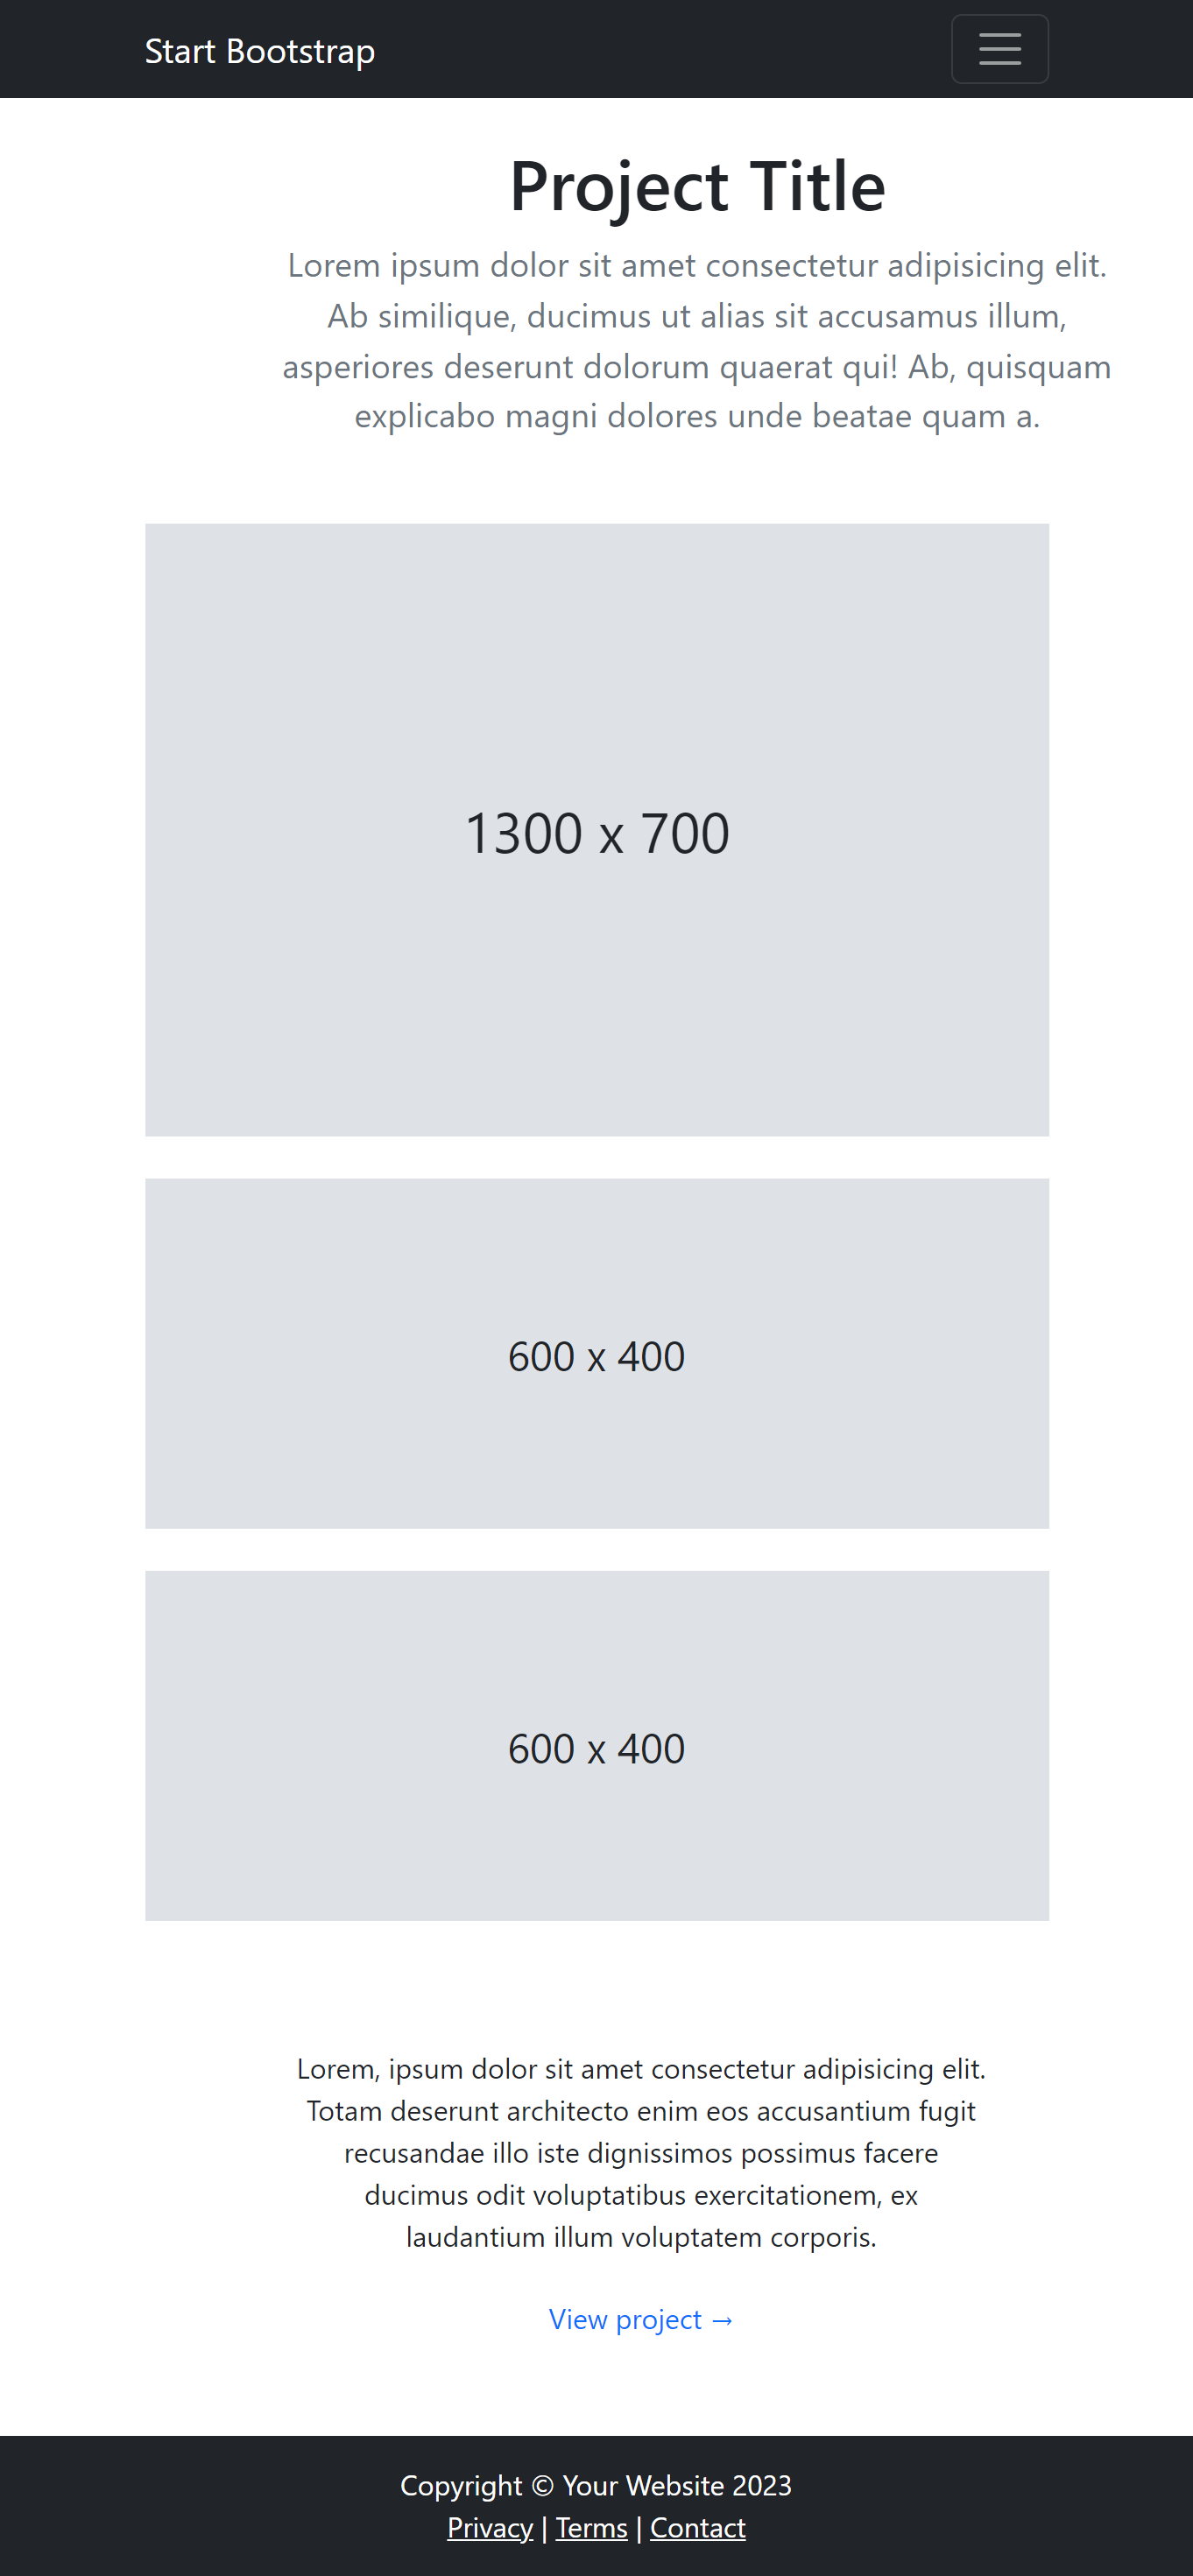 Start Bootstrap
Project Title
Lorem ipsum dolor sit amet consectetur adipisicing elit.
Ab similique, ducimus ut alias sit accusamus illum,
asperiores deserunt dolorum quaerat qui! Ab, quisquam
explicabo magni dolores unde beatae quam a.
1300 x 700
600 x 400
600 x 400
Lorem, ipsum dolor sit amet consectetur adipisicing elit.
Totam deserunt architecto enim eos accusantium fugit
recusandae illo iste dignissimos possimus facere
ducimus odit voluptatibus exercitationem, ex
laudantium illum voluptatem corporis.
View project →
Copyright © Your Website 2023
Privacy | Terms | Contact